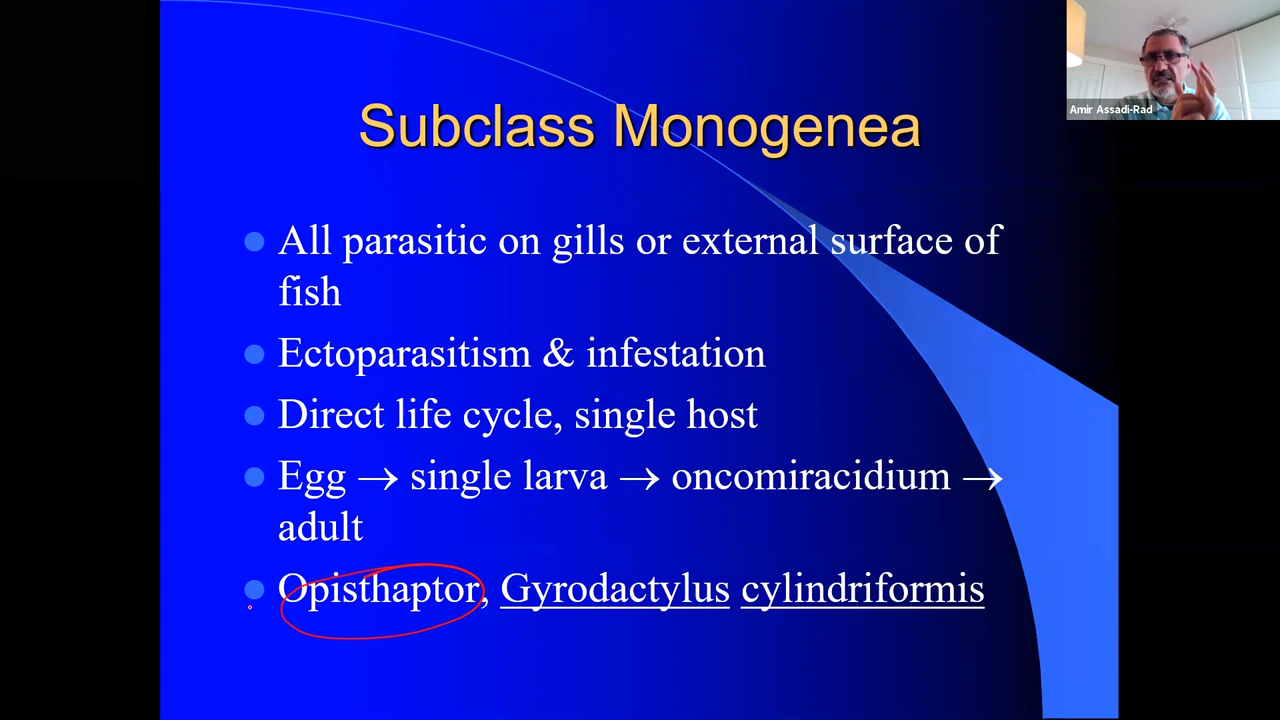 Amir Assadi-Rad
Subclass Monogenea
All parasitic on gills or external surface of
fish
Ectoparasitism & infestation
Direct life cycle, single host
Egg → single larva → oncomiracidium →
adult
Opisthaptor, Gyrodactylus cylindriformis